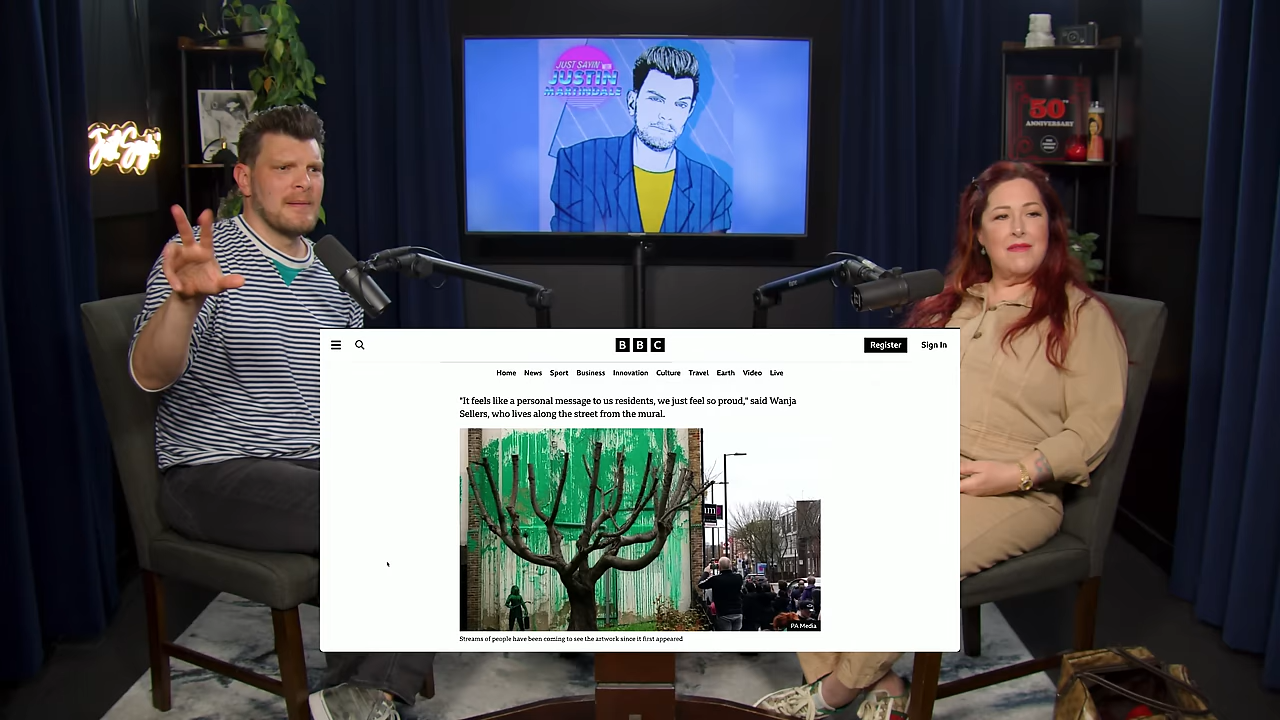 JUST SAYIN' WITH
JUSTIN
MARTINDALE
50TH
ANNIVERSARY
Just Sayin'
BBC
Register
Sign In
Home News Sport Business Innovation Culture Travel Earth Video Live
"It feels like a personal message to us residents, we just feel so proud," said Wanja
Sellers, who lives along the street from the mural.
PA Media
Streams of people have been coming to see the artwork since it first appeared